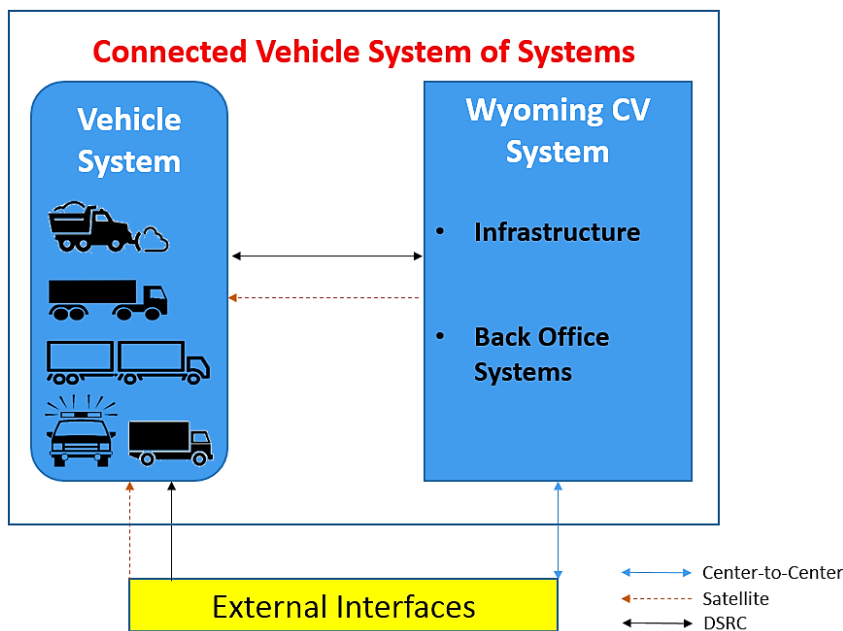 Connected Vehicle System of Systems
Vehicle
System
Wyoming CV
System
• Infrastructure
• Back Office
Systems
External Interfaces
Center-to-Center
Satellite
DSRC